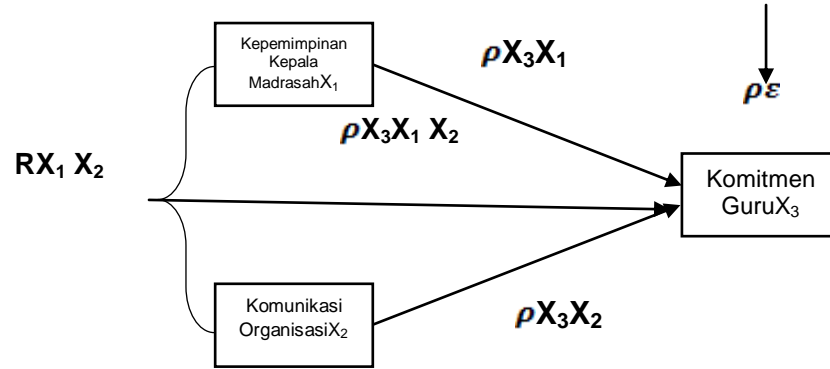 Kepemimpinan
Kepala
MadrasahX₁
ρX₃X₁
ρε
ρX₃X₁ X₂
RX₁ X₂
Komitmen
GuruX₃
Komunikasi
OrganisasiX₂
ρX₃X₂